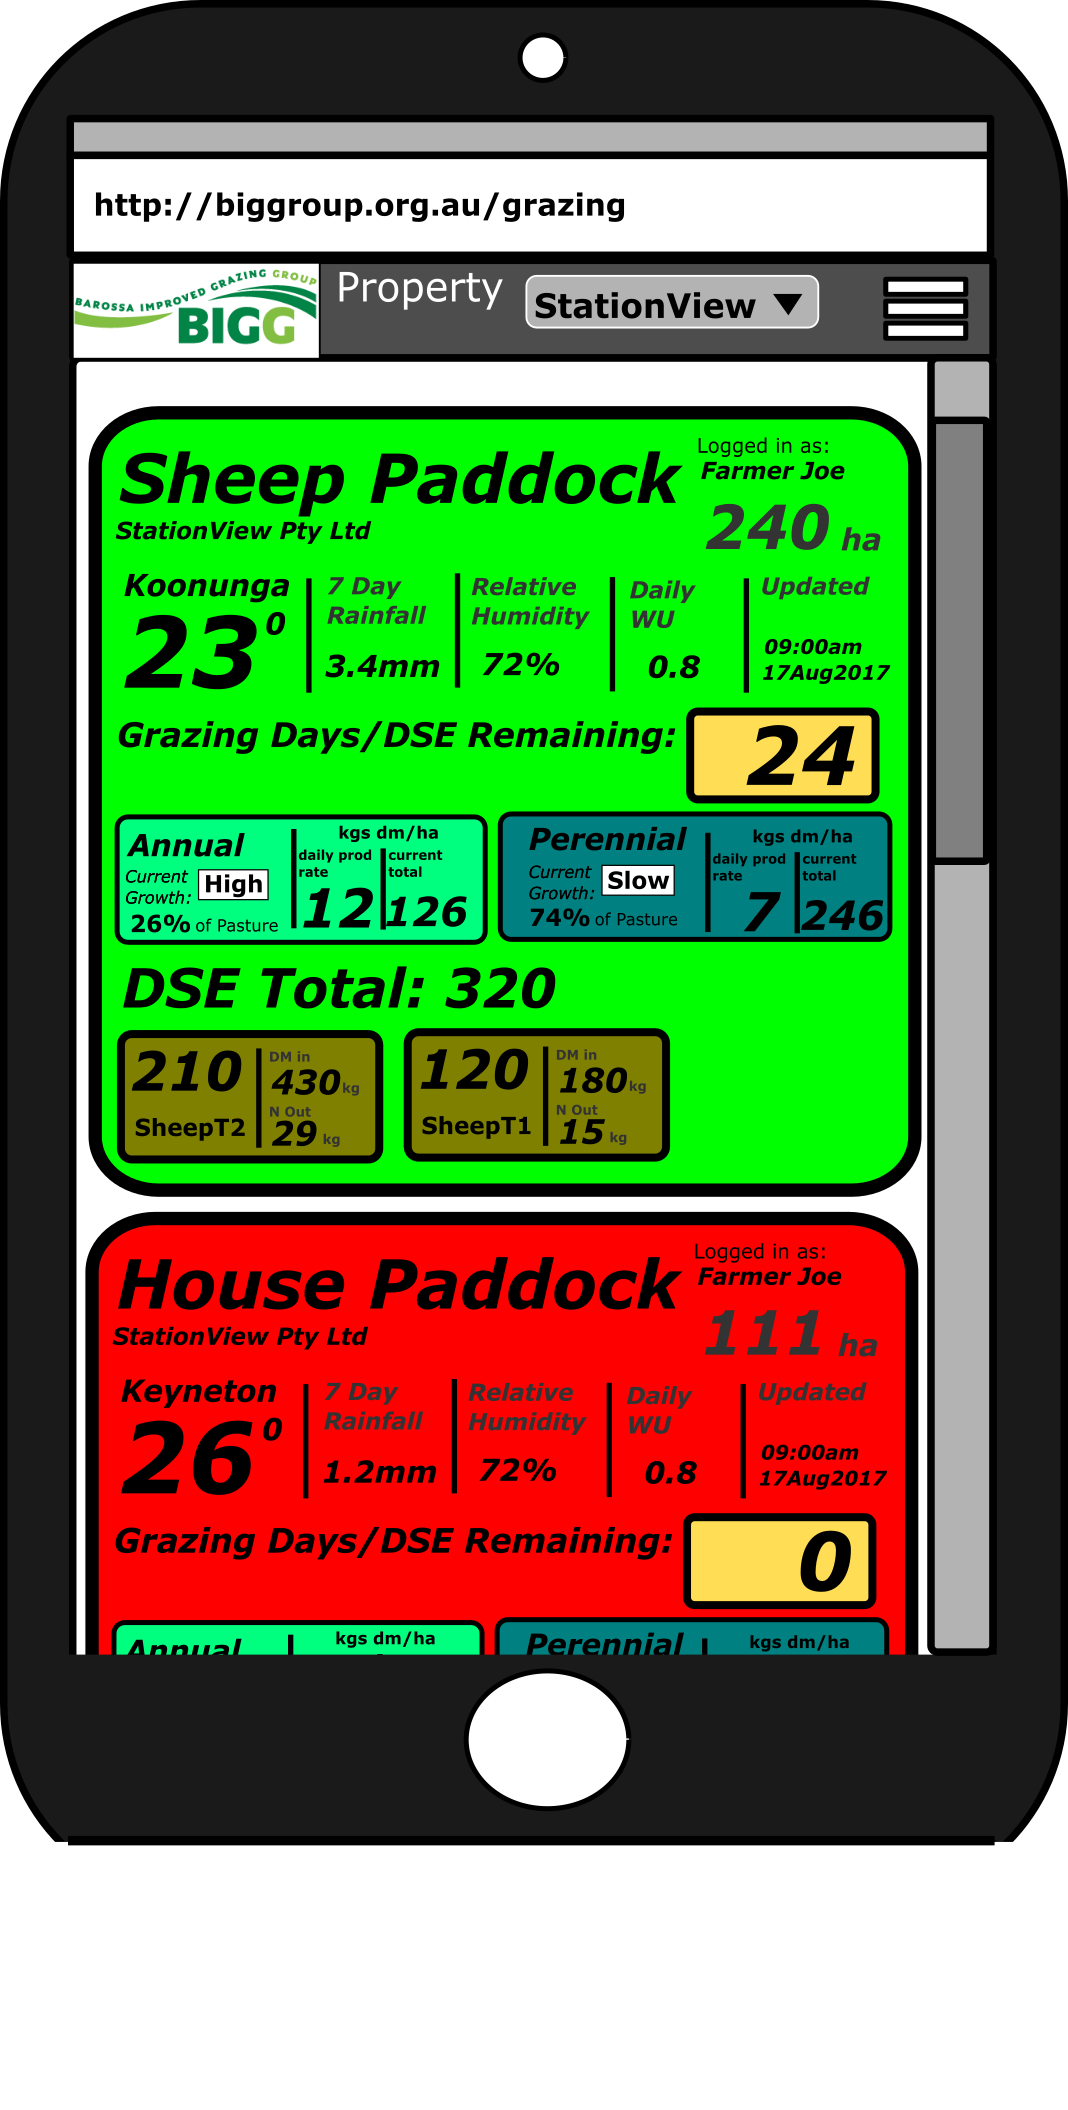 http://biggroup.org.au/grazing
BAROSSA IMPROVED GRAZING GROUP
BIGG
Property
StationView ▼
Logged in as:
Sheep Paddock
Farmer Joe
StationView Pty Ltd
240 ha
Koonunga
23⁰
7 Day
Rainfall
3.4mm
Relative
Humidity
72%
Daily
WU
0.8
Updated
09:00am
17Aug2017
Grazing Days/DSE Remaining:
24
Annual
Current
Growth:
High
26% of Pasture
kgs dm/ha
daily prod
rate
12
current
total
126
Perennial
Current
Growth:
Slow
74% of Pasture
kgs dm/ha
daily prod
rate
7
current
total
246
DSE Total: 320
210
SheepT2
DM in
430 kg
N Out
29 kg
120
SheepT1
DM in
180 kg
N Out
15 kg
Logged in as:
House Paddock
Farmer Joe
StationView Pty Ltd
111 ha
Keyneton
26⁰
7 Day
Rainfall
1.2mm
Relative
Humidity
72%
Daily
WU
0.8
Updated
09:00am
17Aug2017
Grazing Days/DSE Remaining:
0
Annual
kgs dm/ha
Perennial
kgs dm/ha